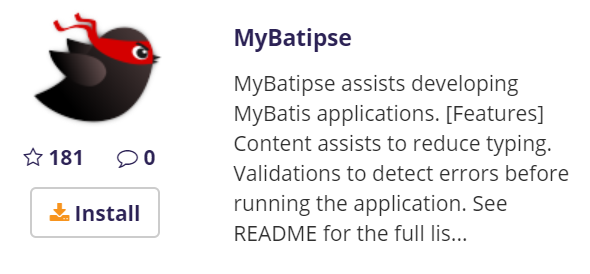 MyBatipse
MyBatipse assists developing
MyBatis applications. [Features]
Content assists to reduce typing.
Validations to detect errors before
running the application. See
README for the full lis...
181 0
Install